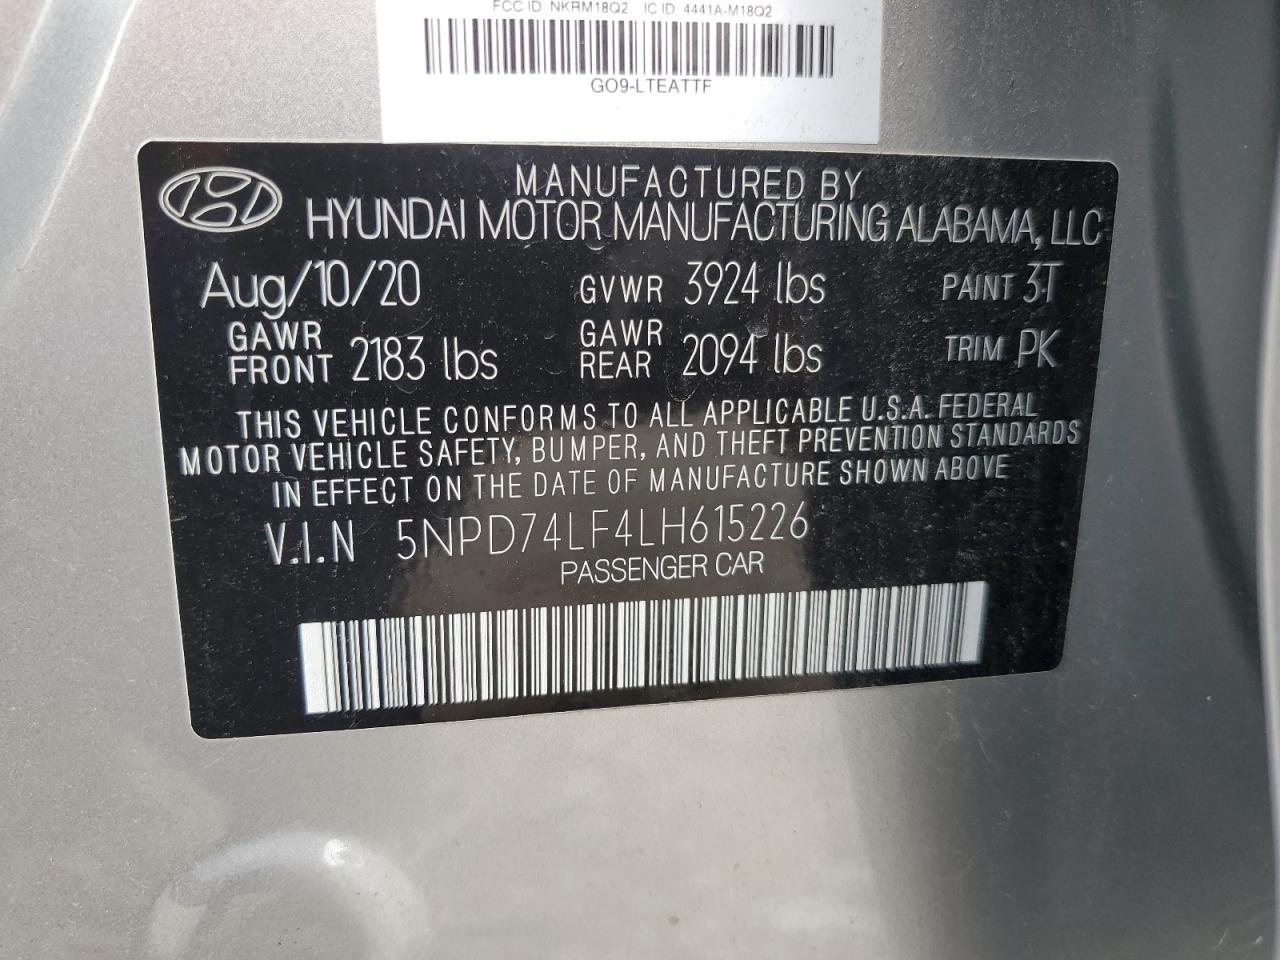 FCC ID: NKRM18Q2 IC ID: 4441A-M18Q2
GO9-LTEATTF
MANUFACTURED BY
HYUNDAI MOTOR MANUFACTURING ALABAMA, LLC
Aug/10/20 GVWR 3924 lbs PAINT 3T
GAWR FRONT 2183 lbs GAWR REAR 2094 lbs TRIM PK
THIS VEHICLE CONFORMS TO ALL APPLICABLE U.S.A. FEDERAL
MOTOR VEHICLE SAFETY, BUMPER, AND THEFT PREVENTION STANDARDS
IN EFFECT ON THE DATE OF MANUFACTURE SHOWN ABOVE
V.I.N 5NPD74LF4LH615226
PASSENGER CAR